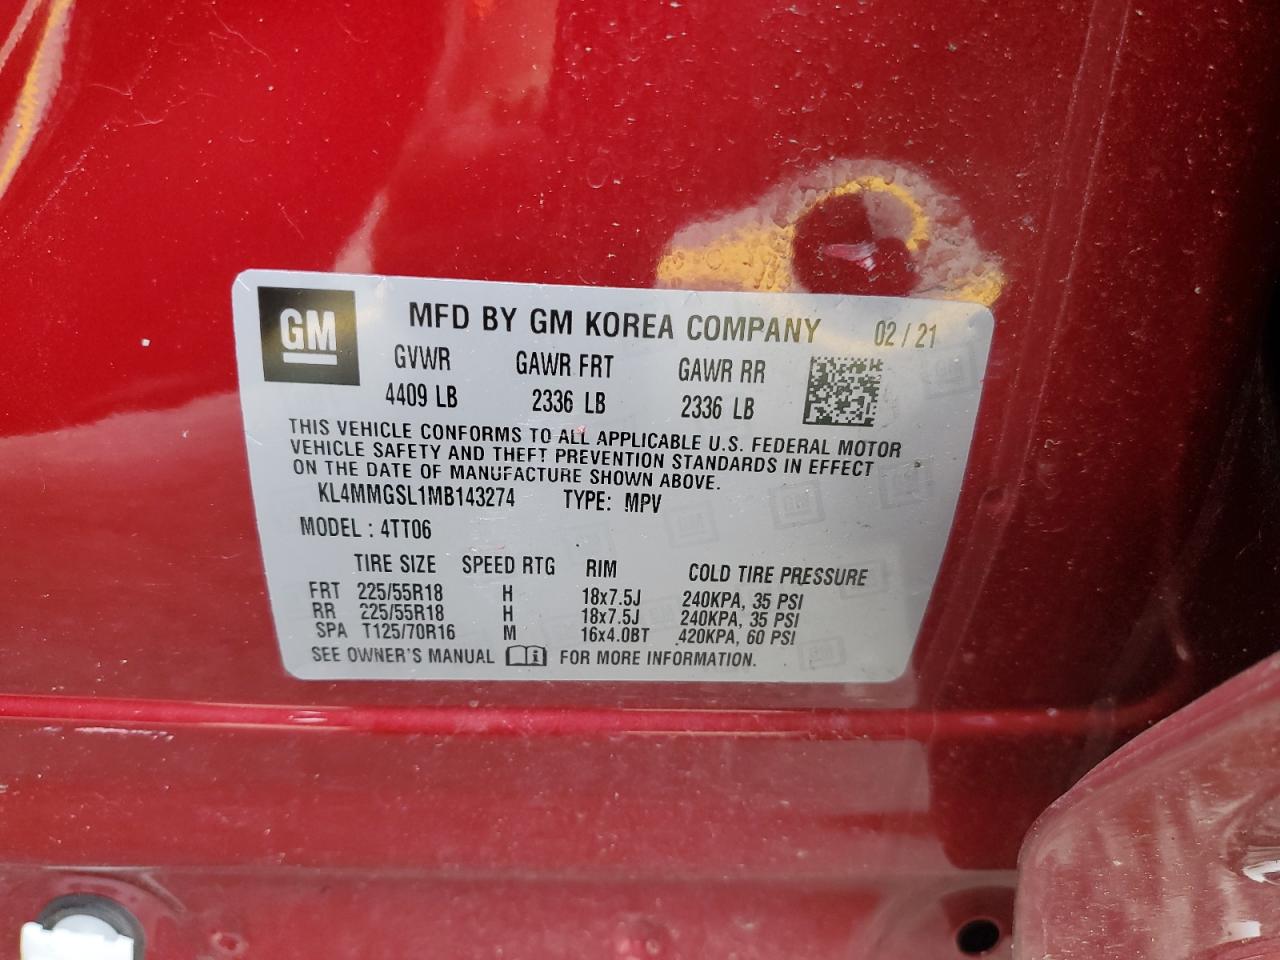 GM
MFD BY GM KOREA COMPANY 02 / 21
GVWR GAWR FRT GAWR RR
4409 LB 2336 LB 2336 LB
THIS VEHICLE CONFORMS TO ALL APPLICABLE U.S. FEDERAL MOTOR
VEHICLE SAFETY AND THEFT PREVENTION STANDARDS IN EFFECT
ON THE DATE OF MANUFACTURE SHOWN ABOVE.
KL4MMGSL1MB143274 TYPE: MPV
MODEL : 4TT06
TIRE SIZE SPEED RTG RIM COLD TIRE PRESSURE
FRT 225/55R18 H 18x7.5J 240KPA, 35 PSI
RR 225/55R18 H 18x7.5J 240KPA, 35 PSI
SPA T125/70R16 M 16x4.0BT 420KPA, 60 PSI
SEE OWNER'S MANUAL FOR MORE INFORMATION.